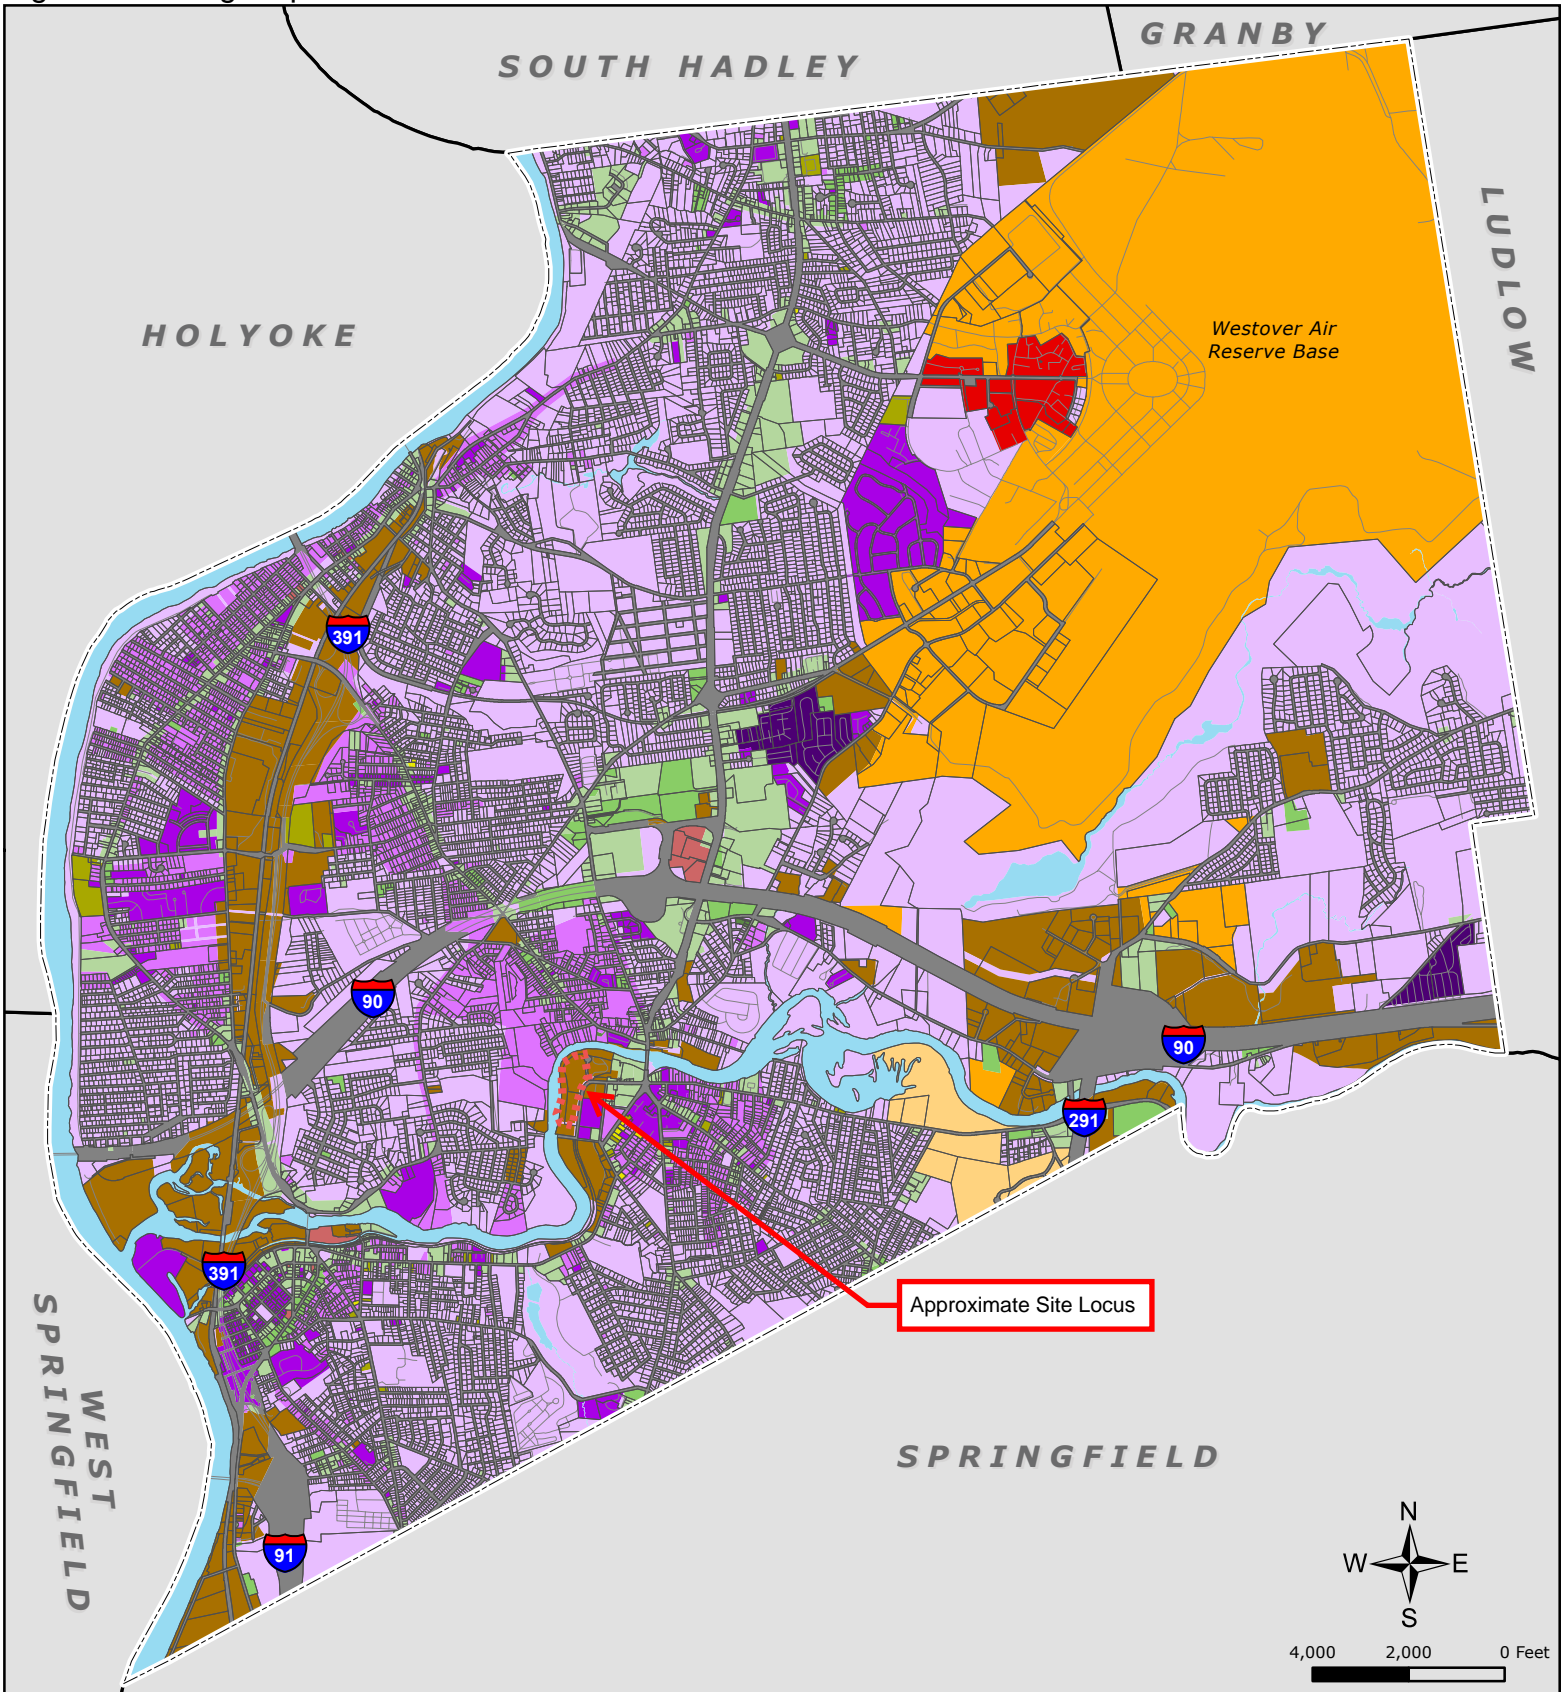 GRANBY
SOUTH HADLEY
LUDLOW
HOLYOKE
Westover Air
Reserve Base
391
90
90
291
391
Approximate Site Locus
WEST
SPRINGFIELD
SPRINGFIELD
91
N
W E
S
4,000 2,000 0 Feet